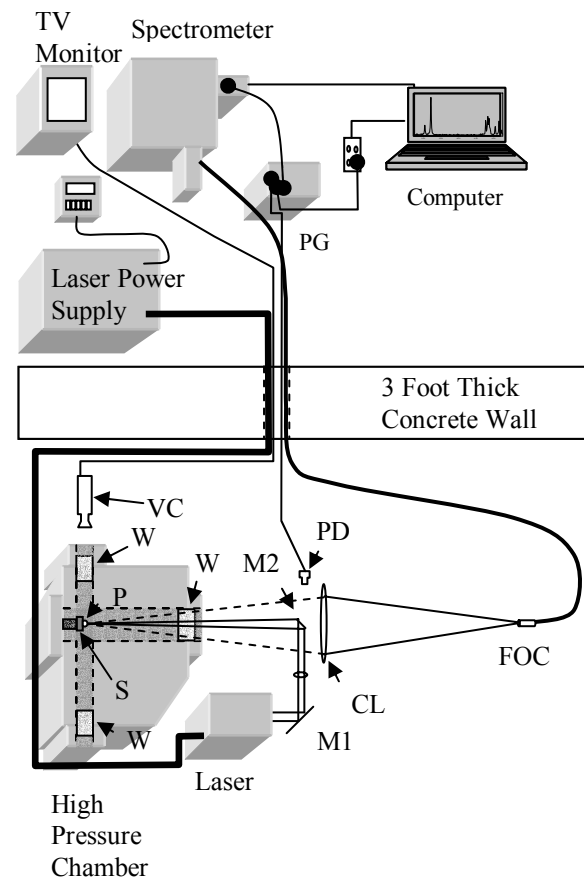 TV
Monitor
Spectrometer
Computer
PG
Laser Power
Supply
3 Foot Thick
Concrete Wall
VC
W
PD
M2
W
P
S
FOC
CL
W
M1
Laser
High
Pressure
Chamber